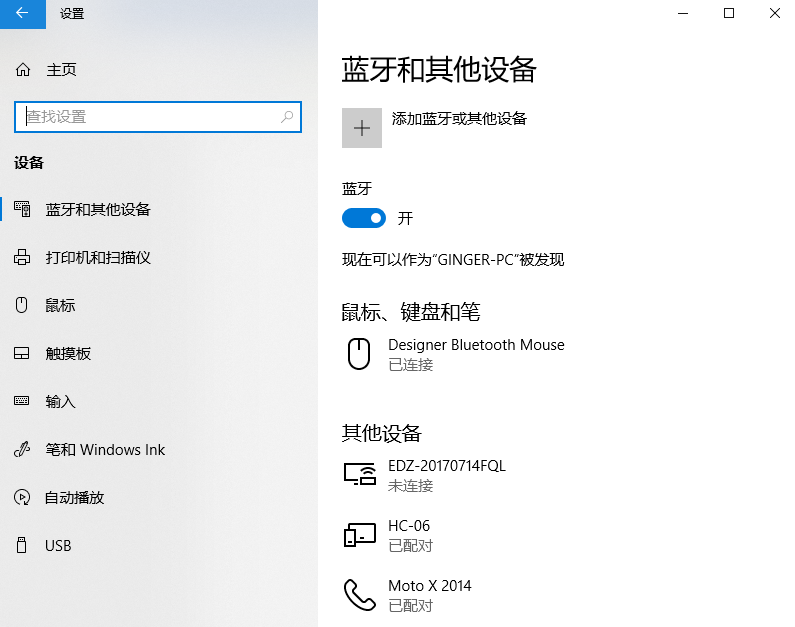 设置
主页
查找设置
设备
蓝牙和其他设备
打印机和扫描仪
鼠标
触摸板
输入
笔和 Windows Ink
自动播放
USB
蓝牙和其他设备
添加蓝牙或其他设备
蓝牙
开
现在可以作为"GINGER-PC"被发现
鼠标、键盘和笔
Designer Bluetooth Mouse
已连接
其他设备
EDZ-20170714FQL
未连接
HC-06
已配对
Moto X 2014
已配对